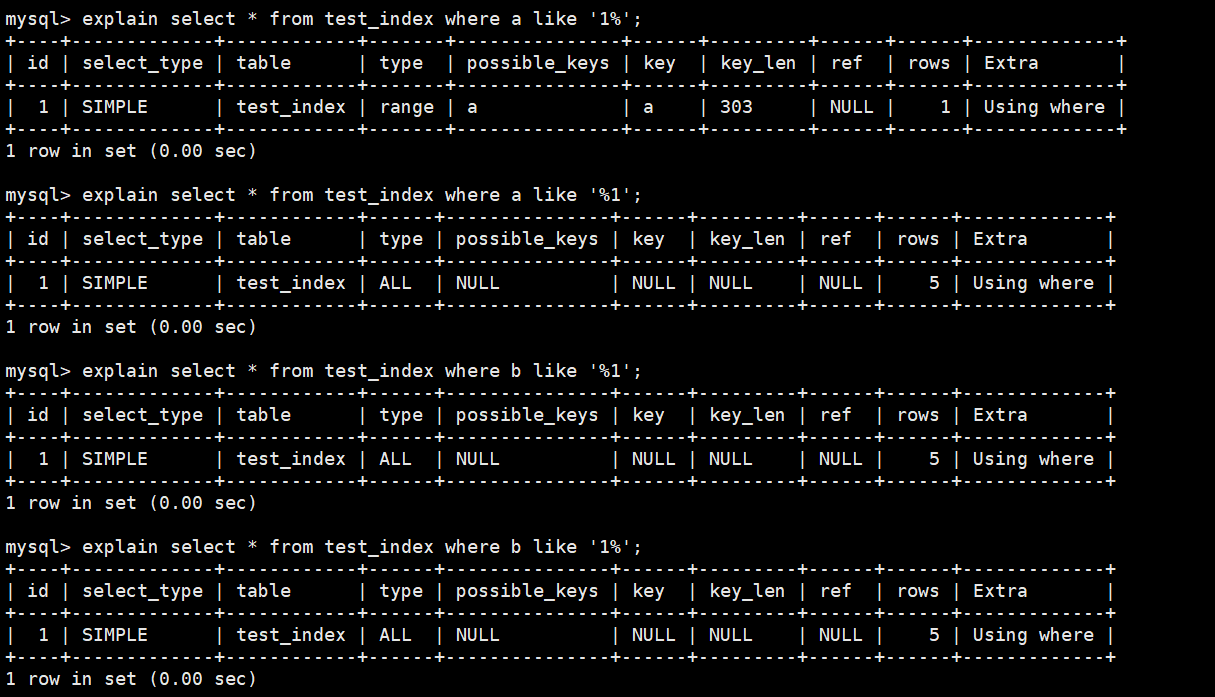 mysql> explain select * from test_index where a like '1%';
+----+-------------+------------+-------+---------------+------+---------+------+------+-------------+
| id | select_type | table      | type  | possible_keys | key  | key_len | ref  | rows | Extra       |
+----+-------------+------------+-------+---------------+------+---------+------+------+-------------+
|  1 | SIMPLE      | test_index | range | a             | a    | 303     | NULL |    1 | Using where |
+----+-------------+------------+-------+---------------+------+---------+------+------+-------------+
1 row in set (0.00 sec)

mysql> explain select * from test_index where a like '%1';
+----+-------------+------------+------+---------------+------+---------+------+------+-------------+
| id | select_type | table      | type | possible_keys | key  | key_len | ref  | rows | Extra       |
+----+-------------+------------+------+---------------+------+---------+------+------+-------------+
|  1 | SIMPLE      | test_index | ALL  | NULL          | NULL | NULL    | NULL |    5 | Using where |
+----+-------------+------------+------+---------------+------+---------+------+------+-------------+
1 row in set (0.00 sec)

mysql> explain select * from test_index where b like '%1';
+----+-------------+------------+------+---------------+------+---------+------+------+-------------+
| id | select_type | table      | type | possible_keys | key  | key_len | ref  | rows | Extra       |
+----+-------------+------------+------+---------------+------+---------+------+------+-------------+
|  1 | SIMPLE      | test_index | ALL  | NULL          | NULL | NULL    | NULL |    5 | Using where |
+----+-------------+------------+------+---------------+------+---------+------+------+-------------+
1 row in set (0.00 sec)

mysql> explain select * from test_index where b like '1%';
+----+-------------+------------+------+---------------+------+---------+------+------+-------------+
| id | select_type | table      | type | possible_keys | key  | key_len | ref  | rows | Extra       |
+----+-------------+------------+------+---------------+------+---------+------+------+-------------+
|  1 | SIMPLE      | test_index | ALL  | NULL          | NULL | NULL    | NULL |    5 | Using where |
+----+-------------+------------+------+---------------+------+---------+------+------+-------------+
1 row in set (0.00 sec)